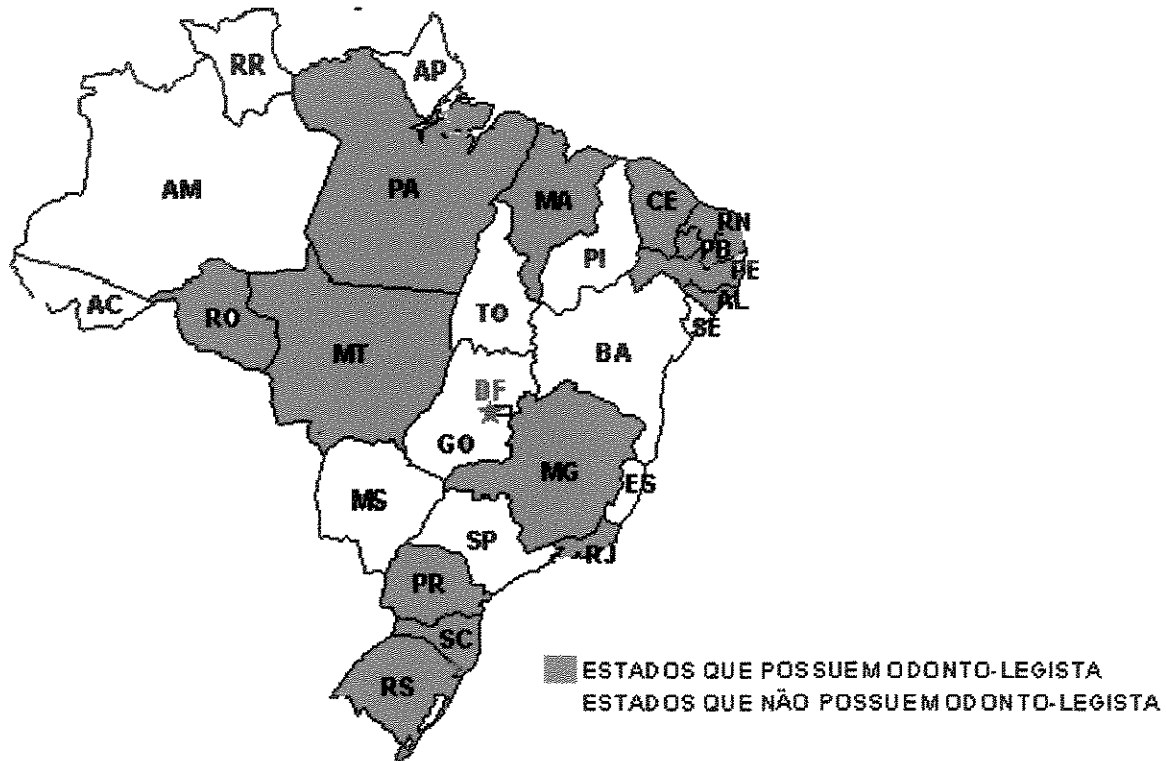 RR
AP
AM
PA
MA
CE
RN
PB
PE
PI
AC
RO
TO
AL
SE
MT
BA
DF
GO
MG
MS
ES
SP
RJ
PR
SC
RS
ESTADOS QUE POSSUEM ODONTO-LEGISTA
ESTADOS QUE NÃO POSSUEM ODONTO-LEGISTA